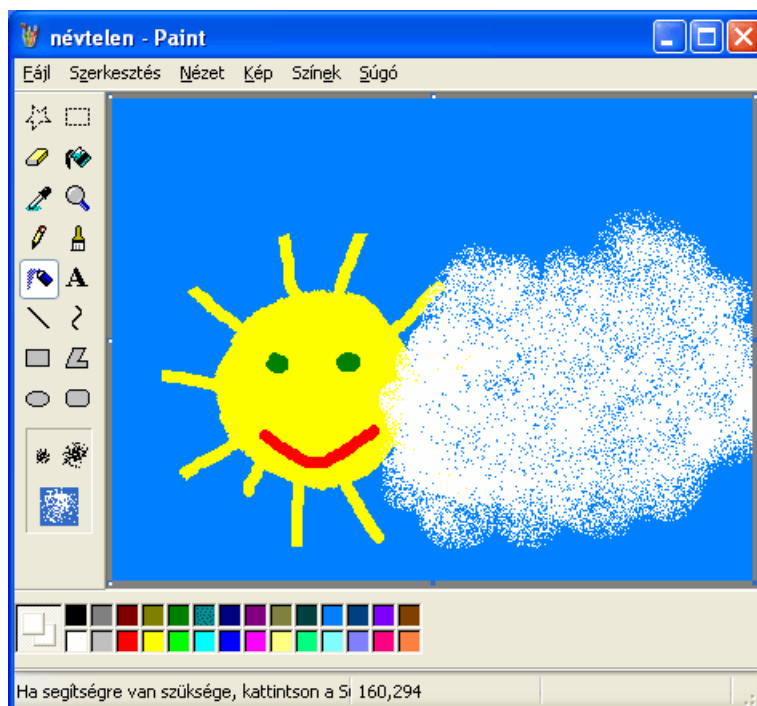 névtelen - Paint
Fájl Szerkesztés Nézet Kép Színek Súgó
A
Ha segítségre van szüksége, kattintson a 160,294